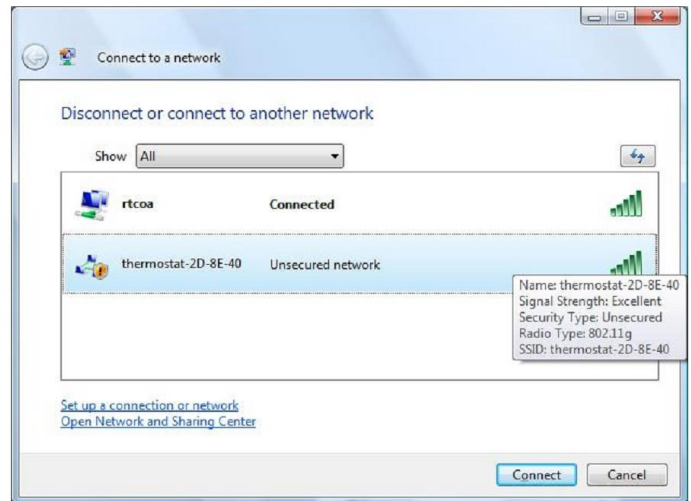 Connect to a network
Disconnect or connect to another network
Show All
rtcoa Connected
thermostat-2D-8E-40 Unsecured network
Name: thermostat-2D-8E-40
Signal Strength: Excellent
Security Type: Unsecured
Radio Type: 802.11g
SSID: thermostat-2D-8E-40
Set up a connection or network
Open Network and Sharing Center
Connect Cancel